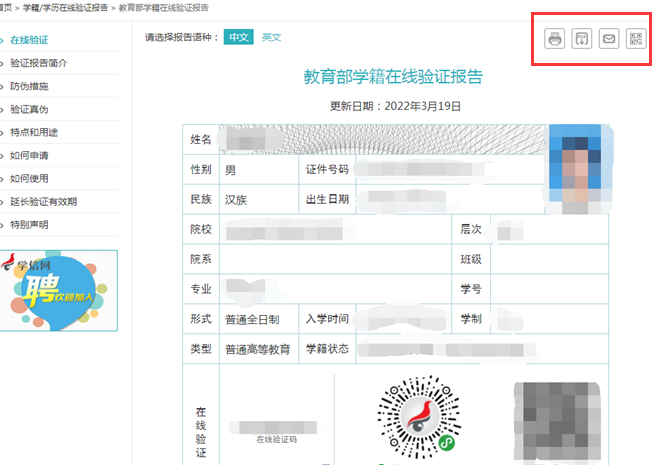 首页 > 学籍/学历在线验证报告 > 教育部学籍在线验证报告
在线验证
验证报告简介
防伪措施
验证真伪
特点和用途
如何申请
如何使用
延长验证有效期
特别声明
学信网
聘 欢迎加入
请选择报告语种： 中文 英文
教育部学籍在线验证报告
更新日期：2022年3月19日
姓名
性别 男 证件号码
民族 汉族 出生日期
院校 层次
院系 班级
专业 学号
形式 普通全日制 入学时间 学制
类型 普通高等教育 学籍状态
在线验证
在线验证码